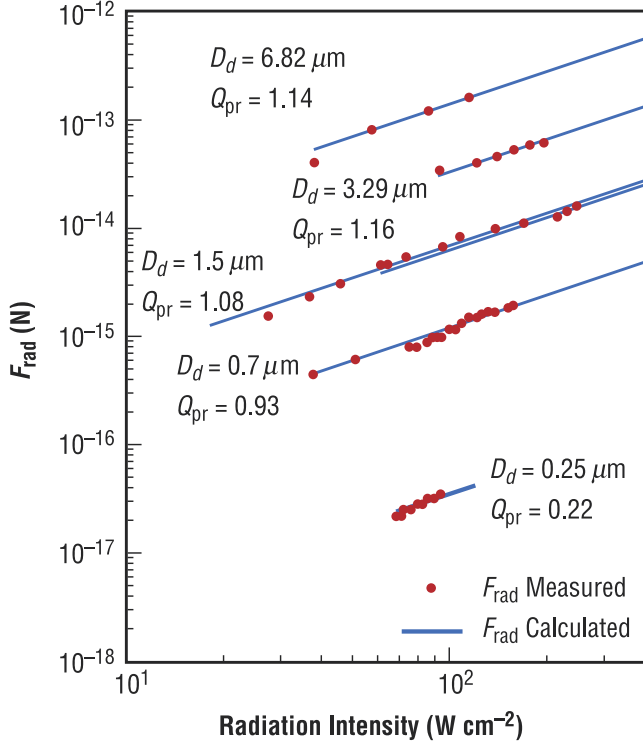 10⁻¹²
D_d = 6.82 μm
Q_pr = 1.14
10⁻¹³
D_d = 3.29 μm
Q_pr = 1.16
10⁻¹⁴
D_d = 1.5 μm
Q_pr = 1.08
F_rad (N)
10⁻¹⁵
D_d = 0.7 μm
Q_pr = 0.93
10⁻¹⁶
D_d = 0.25 μm
Q_pr = 0.22
10⁻¹⁷
F_rad Measured
F_rad Calculated
10⁻¹⁸
10¹ 10²
Radiation Intensity (W cm⁻²)